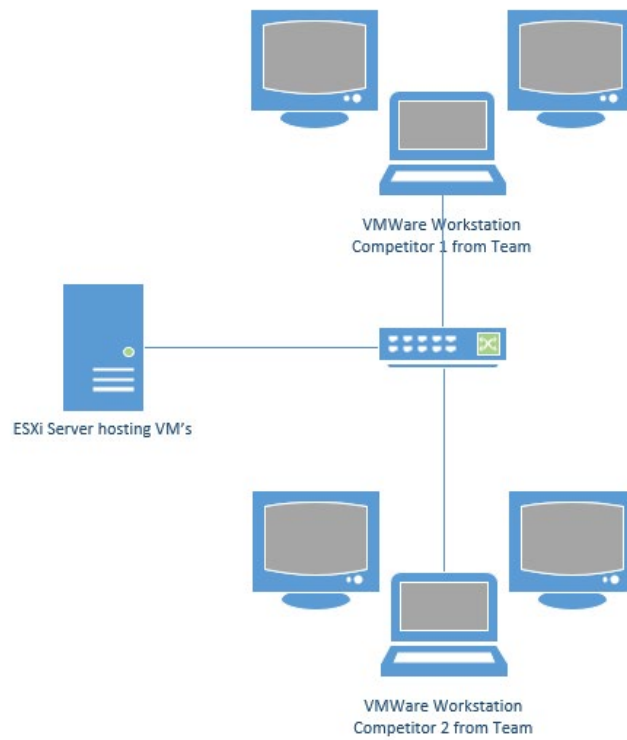 VMWare Workstation
Competitor 1 from Team
ESXi Server hosting VM's
VMWare Workstation
Competitor 2 from Team